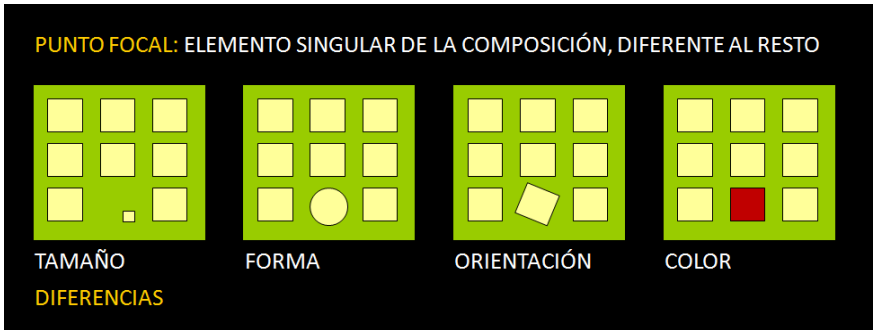 PUNTO FOCAL: ELEMENTO SINGULAR DE LA COMPOSICIÓN, DIFERENTE AL RESTO
TAMAÑO
FORMA
ORIENTACIÓN
COLOR
DIFERENCIAS